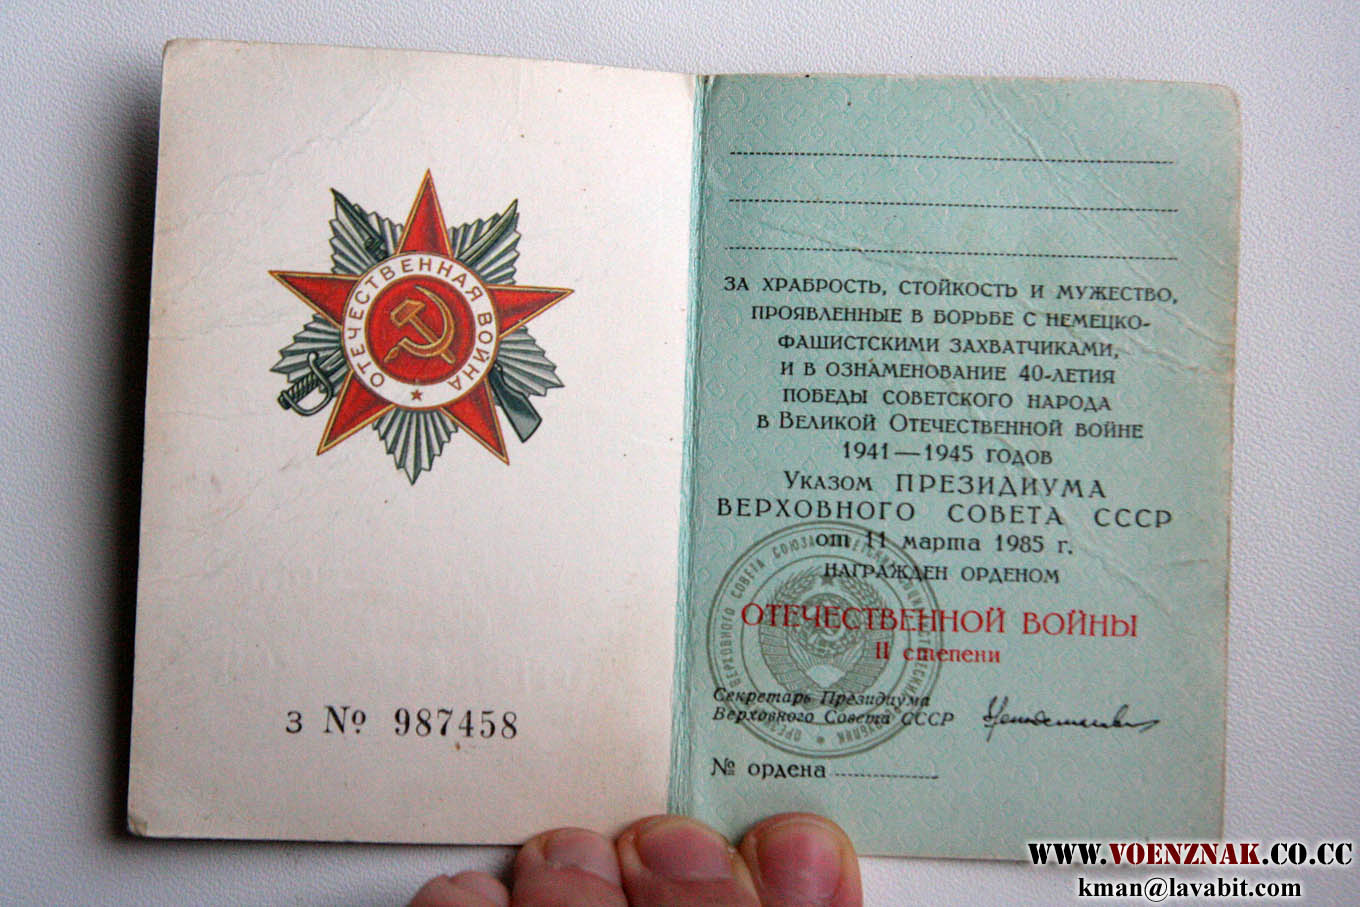 ОТЕЧЕСТВЕННАЯ ВОЙНА
З № 987458
ЗА ХРАБРОСТЬ, СТОЙКОСТЬ И МУЖЕСТВО,
ПРОЯВЛЕННЫЕ В БОРЬБЕ С НЕМЕЦКО-
ФАШИСТСКИМИ ЗАХВАТЧИКАМИ,
И В ОЗНАМЕНОВАНИЕ 40-ЛЕТИЯ
ПОБЕДЫ СОВЕТСКОГО НАРОДА
В ВЕЛИКОЙ ОТЕЧЕСТВЕННОЙ ВОЙНЕ
1941—1945 ГОДОВ
УКАЗОМ ПРЕЗИДИУМА
ВЕРХОВНОГО СОВЕТА СССР
от 11 марта 1985 г.
НАГРАЖДЕН ОРДЕНОМ
ОТЕЧЕСТВЕННОЙ ВОЙНЫ
II степени
Секретарь Президиума
Верховного Совета СССР
№ ордена
WWW.VOENZNAK.CO.CC
kman@lavabit.com